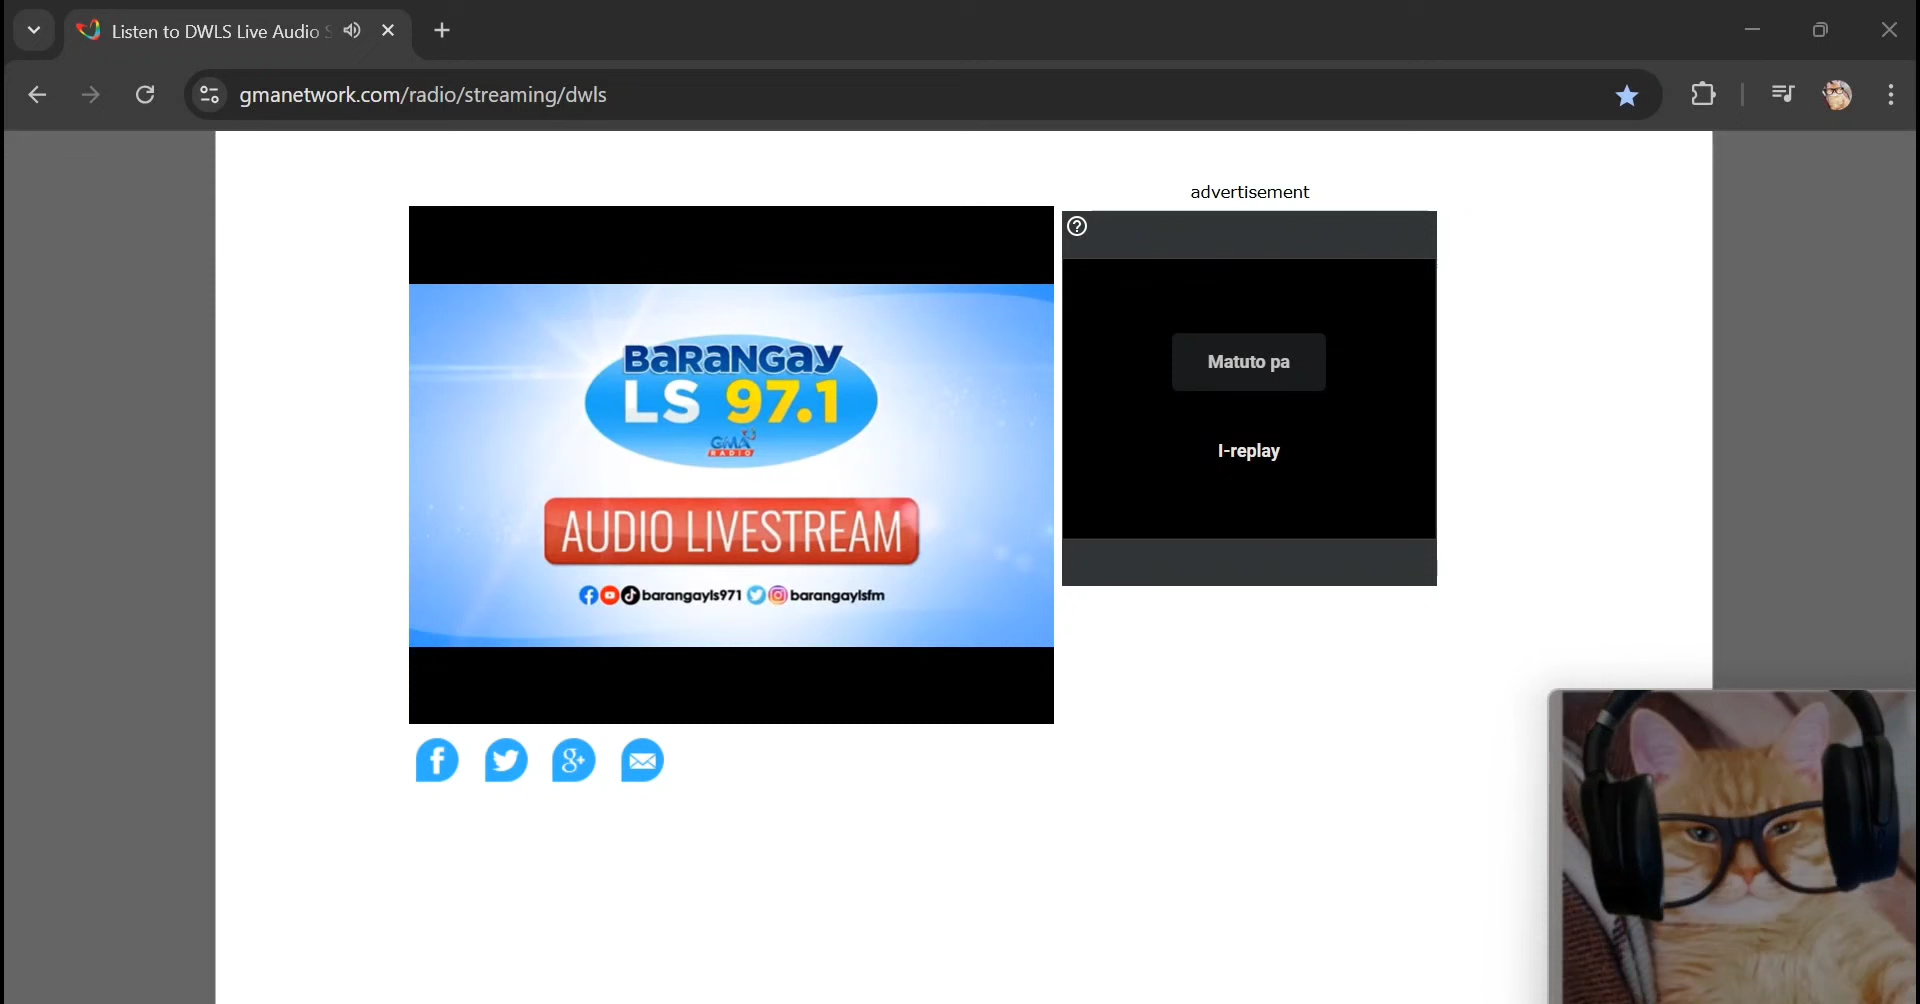 Listen to DWLS Live Audio S
gmanetwork.com/radio/streaming/dwls
advertisement
BARANGAY
LS 97.1
GMA
RADIO
AUDIO LIVESTREAM
barangayls971 barangaylsfm
Matuto pa
I-replay
f
g+